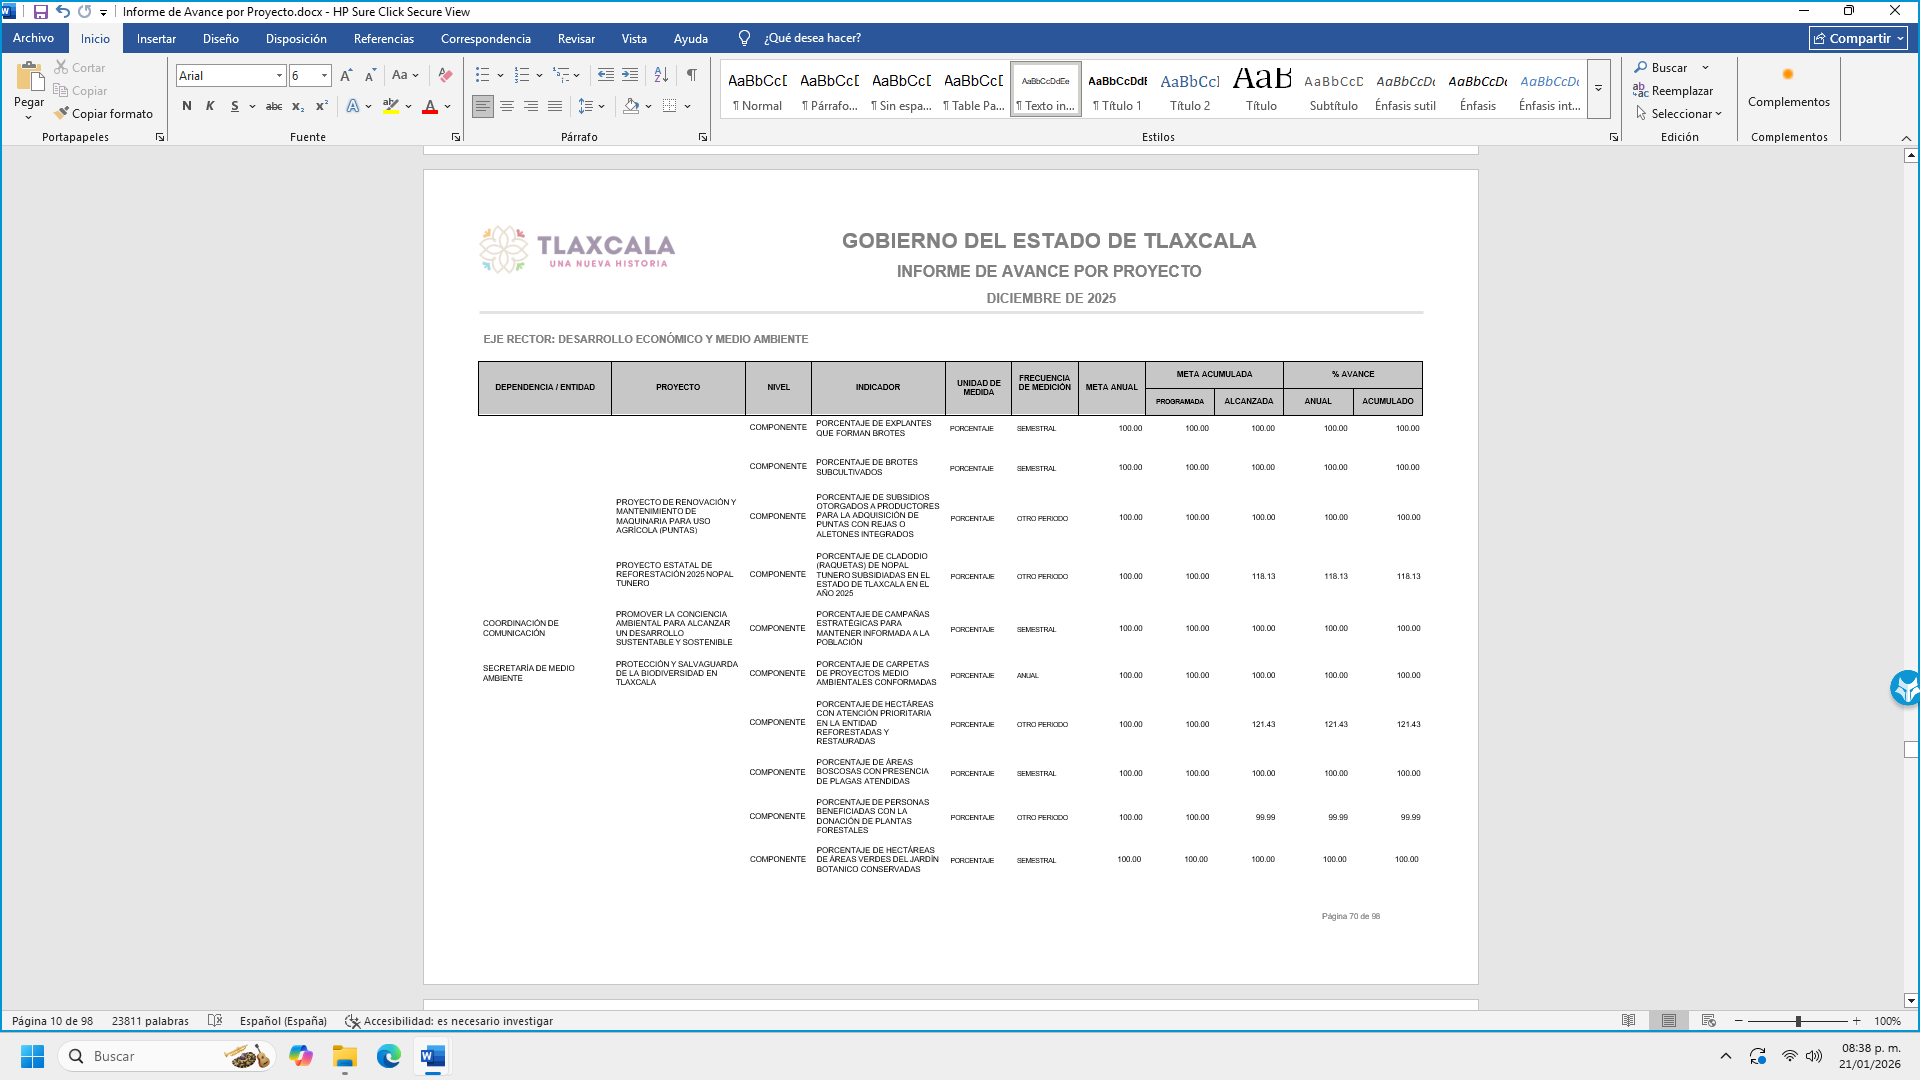 Informe de Avance por Proyecto.docx - HP Sure Click Secure View
Archivo Inicio Insertar Diseño Disposición Referencias Correspondencia Revisar Vista Ayuda ¿Qué desea hacer? Compartir
Pegar
Cortar
Copiar
Copiar formato
Portapapeles
Arial 6
Fuente
Párrafo
AaBbCcD ¶ Normal
AaBbCcD ¶ Párrafo...
AaBbCcD ¶ Sin espa...
AaBbCcD ¶ Table Pa...
AaBbCcDdEe ¶ Texto in...
AaBbCcDdE ¶ Título 1
AaBbCcI Título 2
AaB Título
AaBbCcD Subtítulo
AaBbCcDc Énfasis sutil
AaBbCcDc Énfasis
AaBbCcDc Énfasis int...
Estilos
Buscar
Reemplazar
Seleccionar
Edición
Complementos
Complementos
TLAXCALA
UNA NUEVA HISTORIA
GOBIERNO DEL ESTADO DE TLAXCALA
INFORME DE AVANCE POR PROYECTO
DICIEMBRE DE 2025
EJE RECTOR: DESARROLLO ECONÓMICO Y MEDIO AMBIENTE
DEPENDENCIA / ENTIDAD PROYECTO NIVEL INDICADOR UNIDAD DE MEDIDA FRECUENCIA DE MEDICIÓN META ANUAL META ACUMULADA % AVANCE
PROGRAMADA ALCANZADA ANUAL ACUMULADO
COMPONENTE PORCENTAJE DE EXPLANTES QUE FORMAN BROTES PORCENTAJE SEMESTRAL 100.00 100.00 100.00 100.00 100.00
COMPONENTE PORCENTAJE DE BROTES SUBCULTIVADOS PORCENTAJE SEMESTRAL 100.00 100.00 100.00 100.00 100.00
PROYECTO DE RENOVACIÓN Y MANTENIMIENTO DE MAQUINARIA PARA USO AGRÍCOLA (PUNTAS) COMPONENTE PORCENTAJE DE SUBSIDIOS OTORGADOS A PRODUCTORES PARA LA ADQUISICIÓN DE PUNTAS CON REJAS O ALETONES INTEGRADOS PORCENTAJE OTRO PERIODO 100.00 100.00 100.00 100.00 100.00
PROYECTO ESTATAL DE REFORESTACIÓN 2025 NOPAL TUNERO COMPONENTE PORCENTAJE DE CLADODIO (RAQUETAS) DE NOPAL TUNERO SUBSIDIADAS EN EL ESTADO DE TLAXCALA EN EL AÑO 2025 PORCENTAJE OTRO PERIODO 100.00 100.00 118.13 118.13 118.13
COORDINACIÓN DE COMUNICACIÓN PROMOVER LA CONCIENCIA AMBIENTAL PARA ALCANZAR UN DESARROLLO SUSTENTABLE Y SOSTENIBLE COMPONENTE PORCENTAJE DE CAMPAÑAS ESTRATÉGICAS PARA MANTENER INFORMADA A LA POBLACIÓN PORCENTAJE SEMESTRAL 100.00 100.00 100.00 100.00 100.00
SECRETARÍA DE MEDIO AMBIENTE PROTECCIÓN Y SALVAGUARDA DE LA BIODIVERSIDAD EN TLAXCALA COMPONENTE PORCENTAJE DE CARPETAS DE PROYECTOS MEDIO AMBIENTALES CONFORMADAS PORCENTAJE ANUAL 100.00 100.00 100.00 100.00 100.00
COMPONENTE PORCENTAJE DE HECTÁREAS CON ATENCIÓN PRIORITARIA EN LA ENTIDAD REFORESTADAS Y RESTAURADAS PORCENTAJE OTRO PERIODO 100.00 100.00 121.43 121.43 121.43
COMPONENTE PORCENTAJE DE ÁREAS BOSCOSAS CON PRESENCIA DE PLAGAS ATENDIDAS PORCENTAJE SEMESTRAL 100.00 100.00 100.00 100.00 100.00
COMPONENTE PORCENTAJE DE PERSONAS BENEFICIADAS CON LA DONACIÓN DE PLANTAS FORESTALES PORCENTAJE OTRO PERIODO 100.00 100.00 99.99 99.99 99.99
COMPONENTE PORCENTAJE DE HECTÁREAS DE ÁREAS VERDES DEL JARDÍN BOTANICO CONSERVADAS PORCENTAJE SEMESTRAL 100.00 100.00 100.00 100.00 100.00
Página 70 de 98
Página 10 de 98 23811 palabras Español (España) Accesibilidad: es necesario investigar 100%
Buscar
08:38 p. m.
21/01/2026